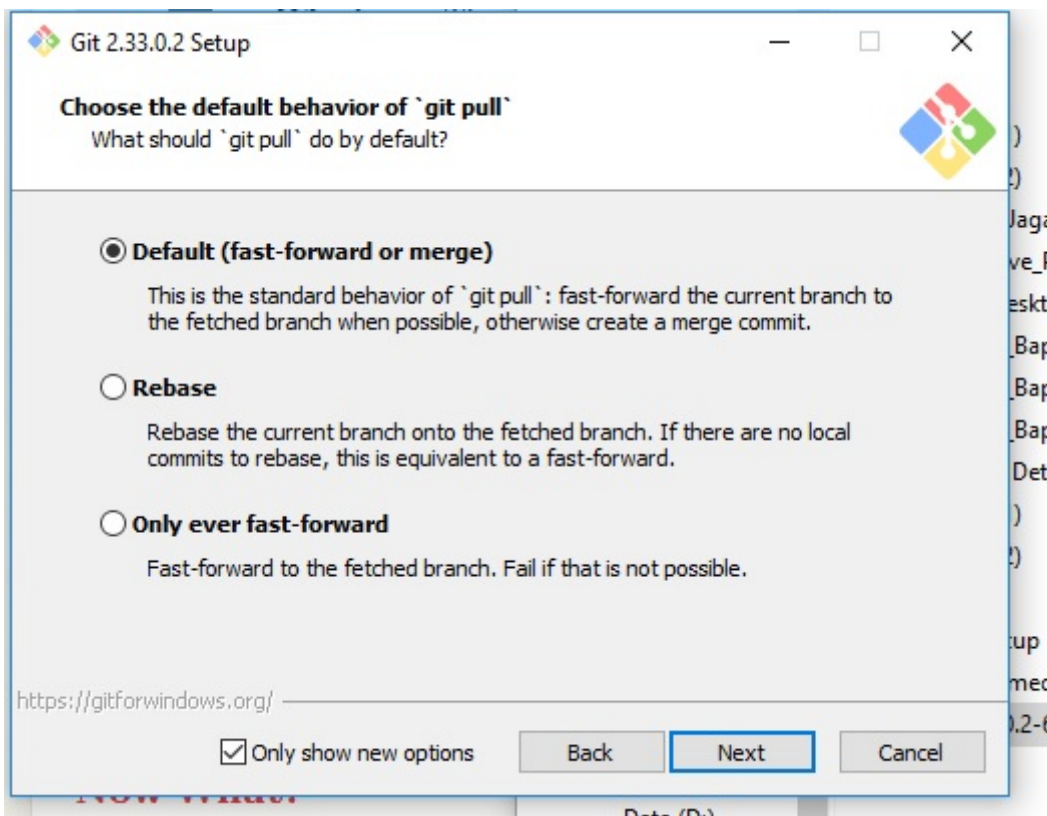 Git 2.33.0.2 Setup
Choose the default behavior of `git pull`
What should `git pull` do by default?
Default (fast-forward or merge)
This is the standard behavior of `git pull`: fast-forward the current branch to
the fetched branch when possible, otherwise create a merge commit.
Rebase
Rebase the current branch onto the fetched branch. If there are no local
commits to rebase, this is equivalent to a fast-forward.
Only ever fast-forward
Fast-forward to the fetched branch. Fail if that is not possible.
https://gitforwindows.org/
Only show new options
Back
Next
Cancel